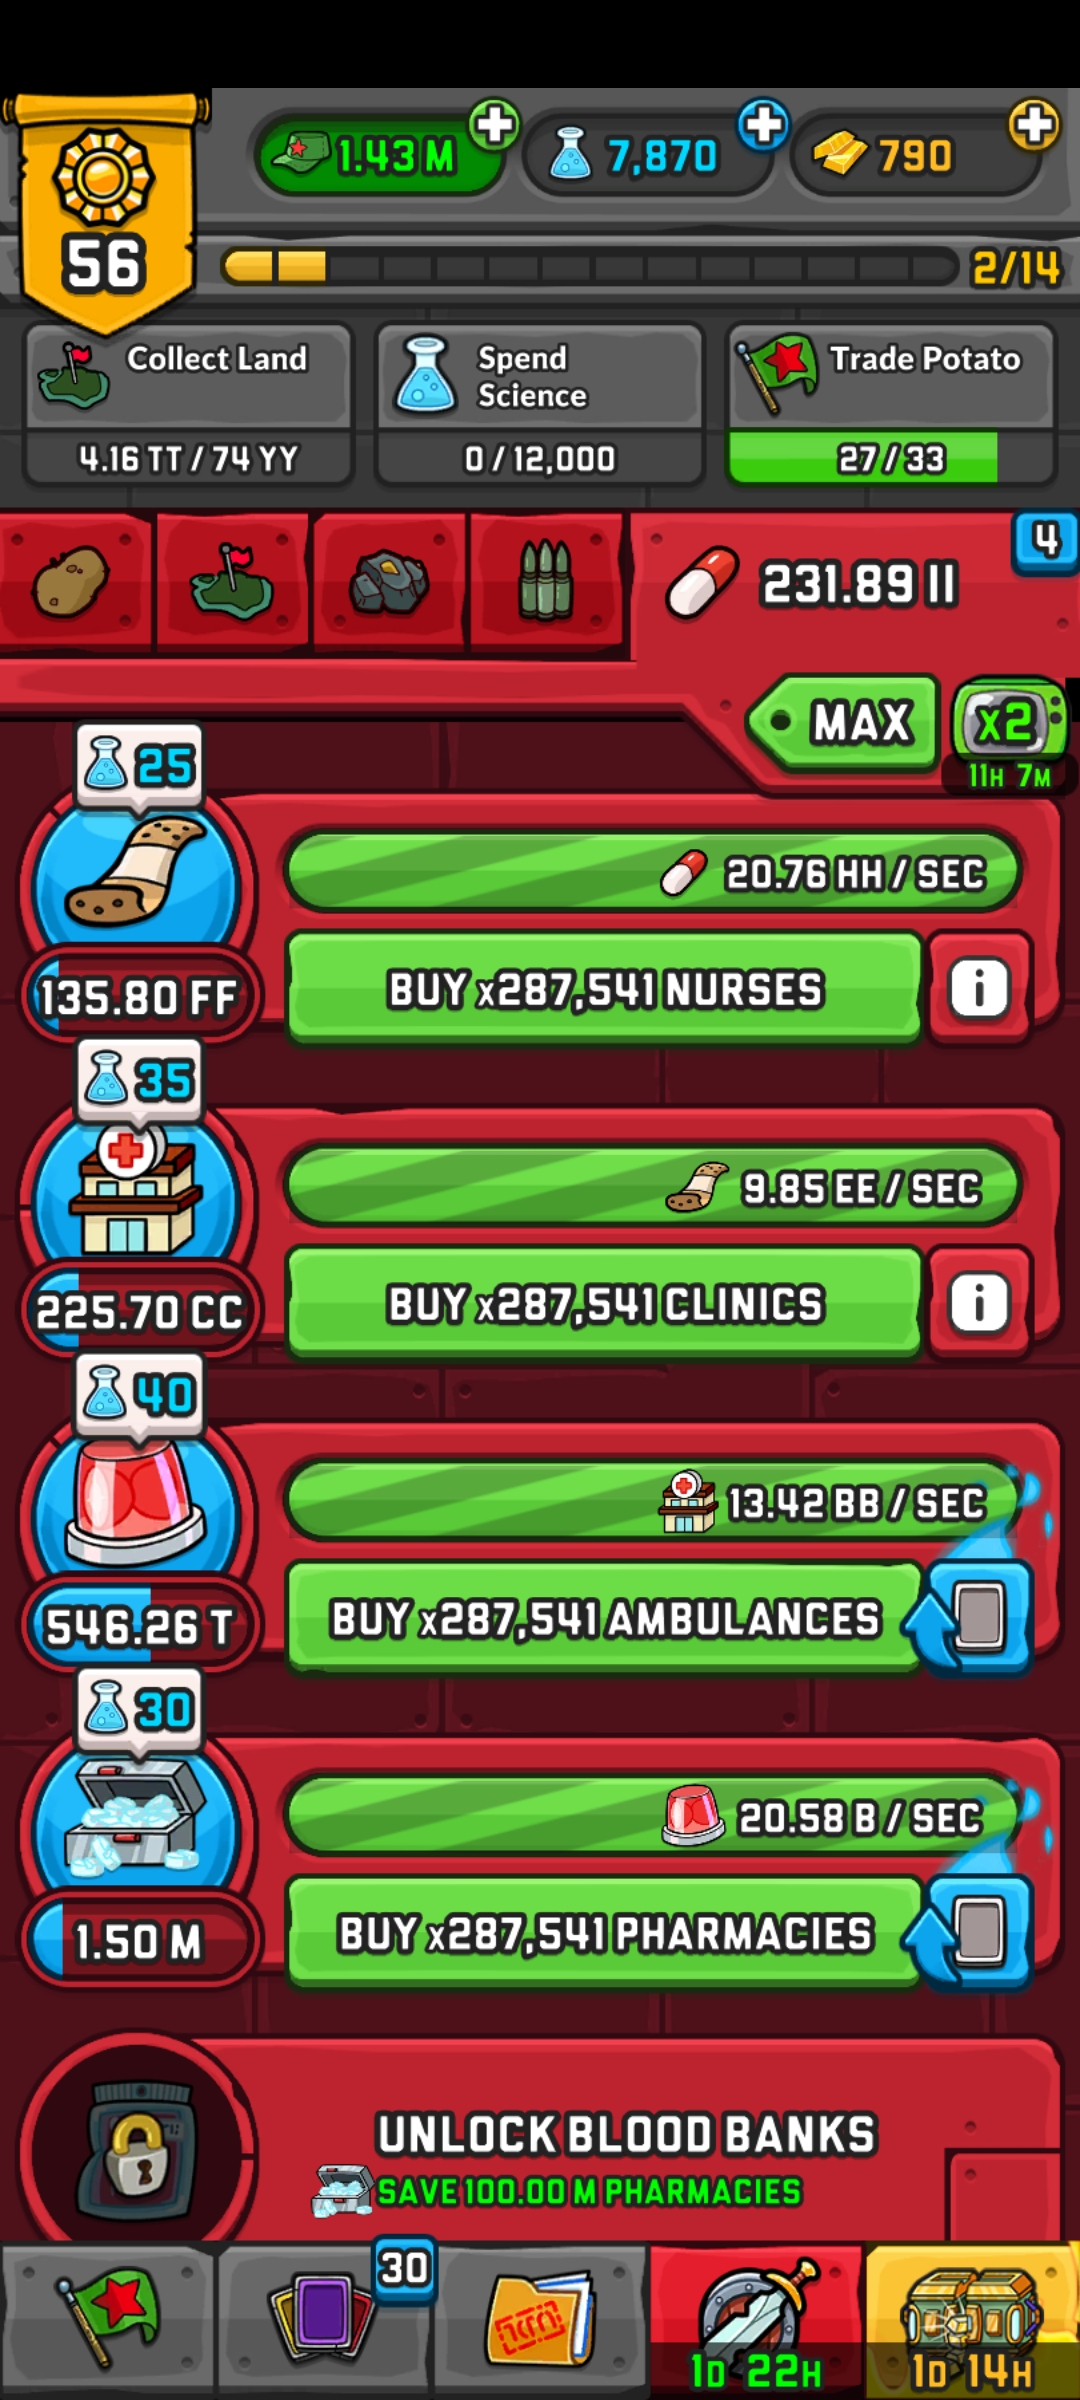 56
1.43 M
7,870
790
2/14
Collect Land
4.16 TT / 74 YY
Spend
Science
0 / 12,000
Trade Potato
27 / 33
231.89 II
4
MAX
x2
11H 7M
25
20.76 HH / SEC
135.80 FF
BUY x287,541 NURSES
i
35
9.85 EE / SEC
225.70 CC
BUY x287,541 CLINICS
i
40
13.42 BB / SEC
546.26 T
BUY x287,541 AMBULANCES
30
20.58 B / SEC
1.50 M
BUY x287,541 PHARMACIES
UNLOCK BLOOD BANKS
SAVE 100.00 M PHARMACIES
30
1D 22H
1D 14H